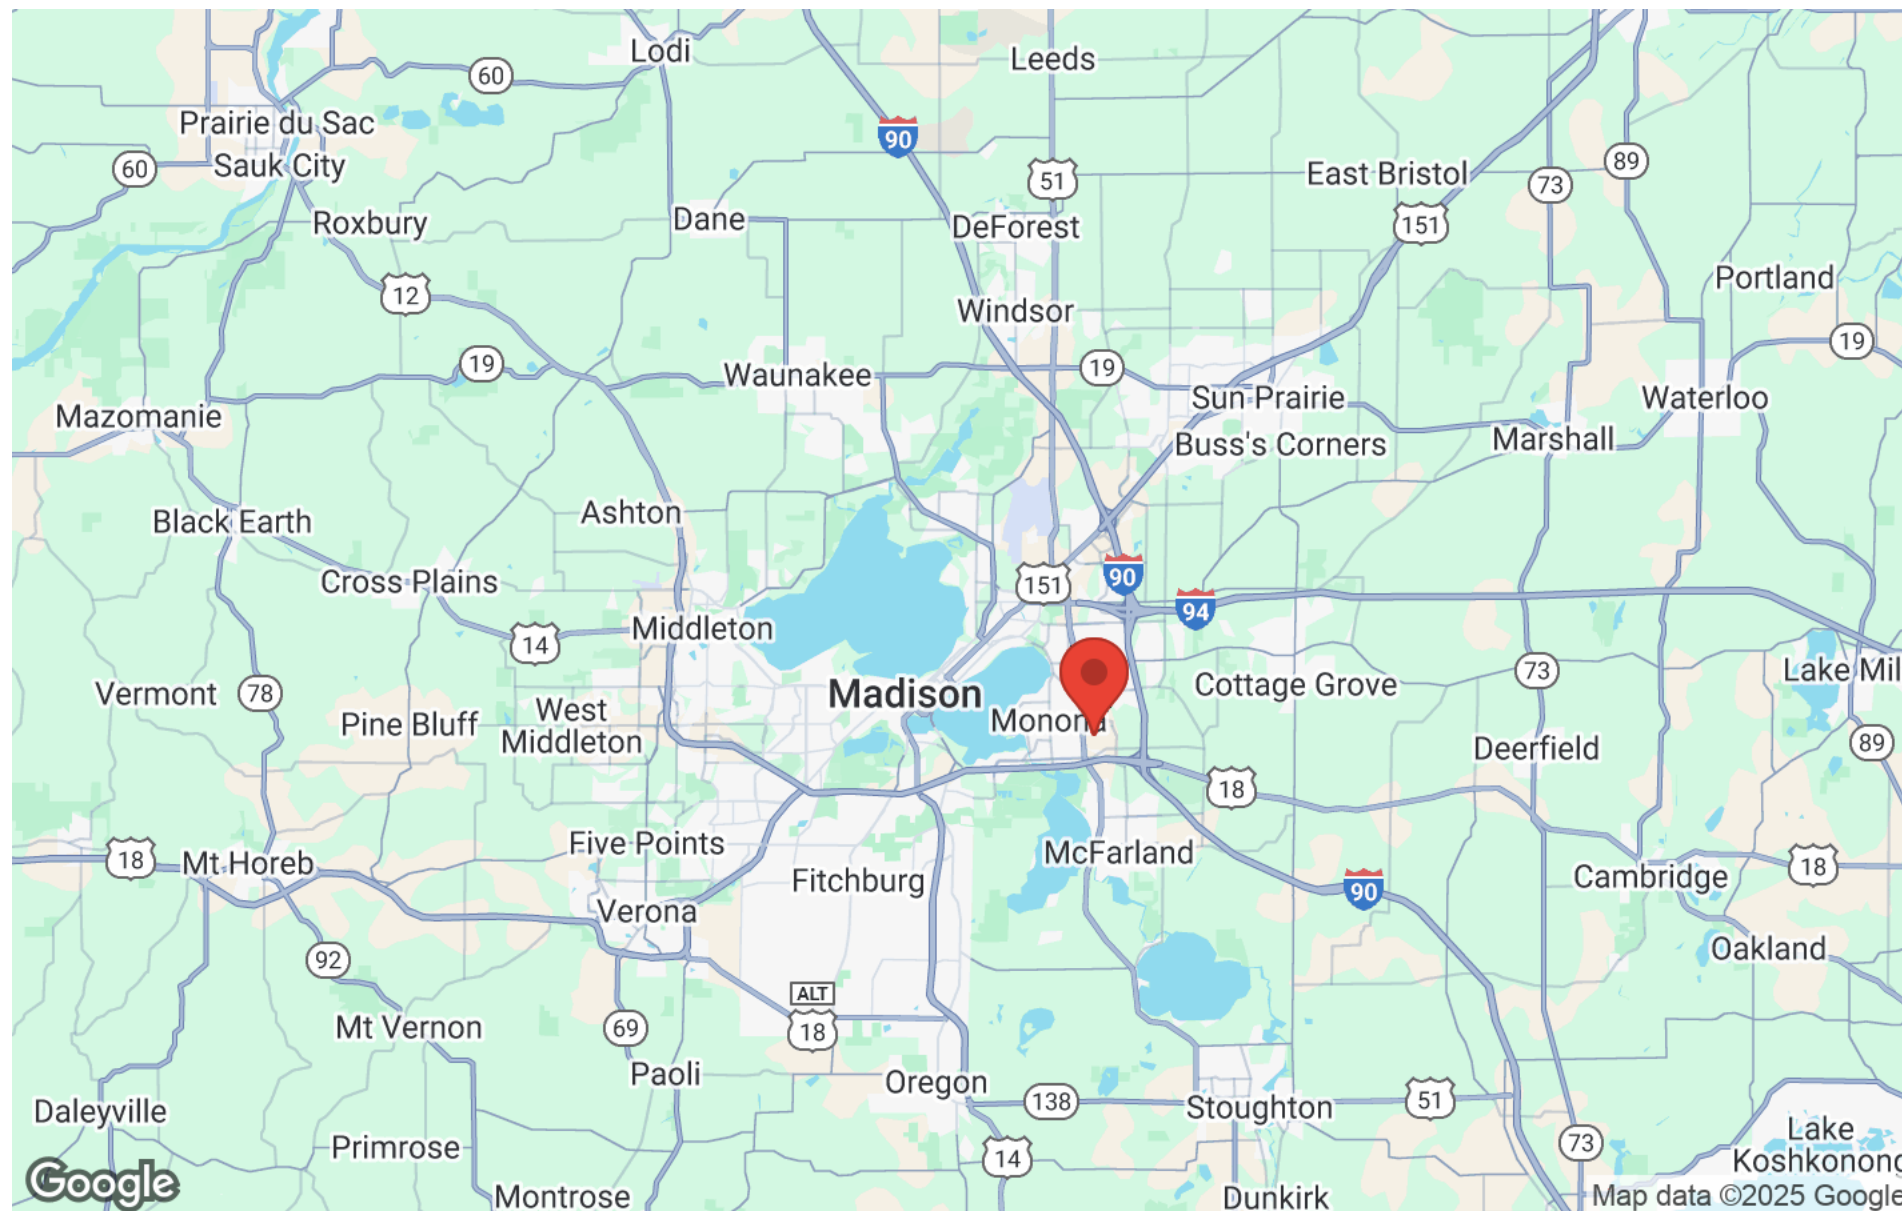 Lodi
Leeds
60
Prairie du Sac
90
60
Sauk City
51
East Bristol
73
89
Roxbury
Dane
DeForest
151
12
Windsor
Portland
19
Waunakee
19
19
Mazomanie
Sun Prairie
Waterloo
Buss's Corners
Marshall
Black Earth
Ashton
Cross Plains
151
90
94
14
Middleton
Vermont
78
Madison
Cottage Grove
73
Lake Mil
Pine Bluff
West
Middleton
Monona
Deerfield
89
18
18
Mt Horeb
Five Points
McFarland
Fitchburg
90
Cambridge
18
Verona
92
Oakland
ALT
18
Mt Vernon
69
Paoli
Oregon
138
Stoughton
51
Daleyville
Primrose
14
73
Lake
Koshkonong
Google
Montrose
Dunkirk
Map data ©2025 Google